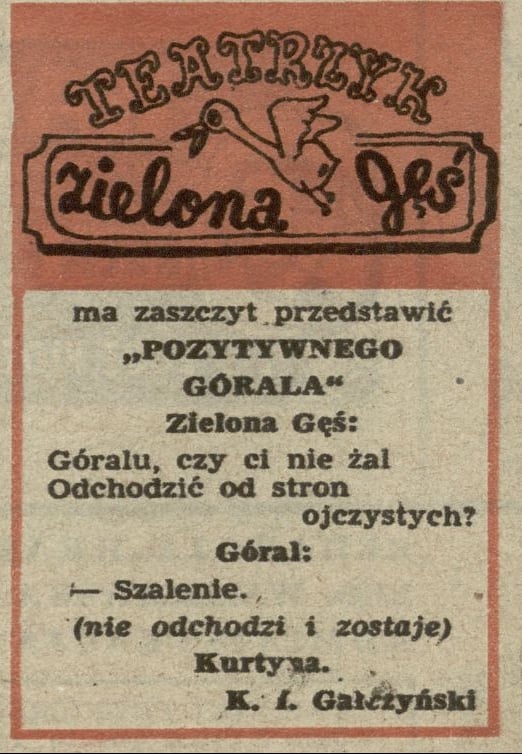 TEATRZYK
zielona gęś
ma zaszczyt przedstawić
„POZYTYWNEGO
GÓRALA“
Zielona Gęś:
Góralu, czy ci nie żal
Odchodzić od stron
ojczystych?
Góral:
— Szalenie.
(nie odchodzi i zostaje)
Kurtyna.
K. I. Gałczyński